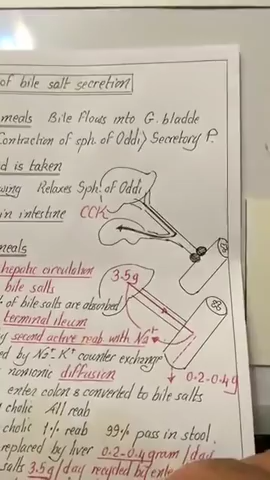 of bile salt secretion
meals Bile Flows into G. bladde
Contraction of sph. of Oddi> Secretory P.
d is taken
wing Relaxes Sph. of Oddi
in intestine CCK
meals
hepatic circulation
3.5g
bile salts
of bile salts are absorbed
terminal ileum
second active reab with Na+
ed by Na+ K+ counter exchange
nonionic diffusion
0.2-0.4g
enter colon & converted to bile salts
cholic All reab
cholic 1% reab 99% pass in stool
replaced by liver 0.2-0.4 gram/day
salts 3.5g/day recycled by ente